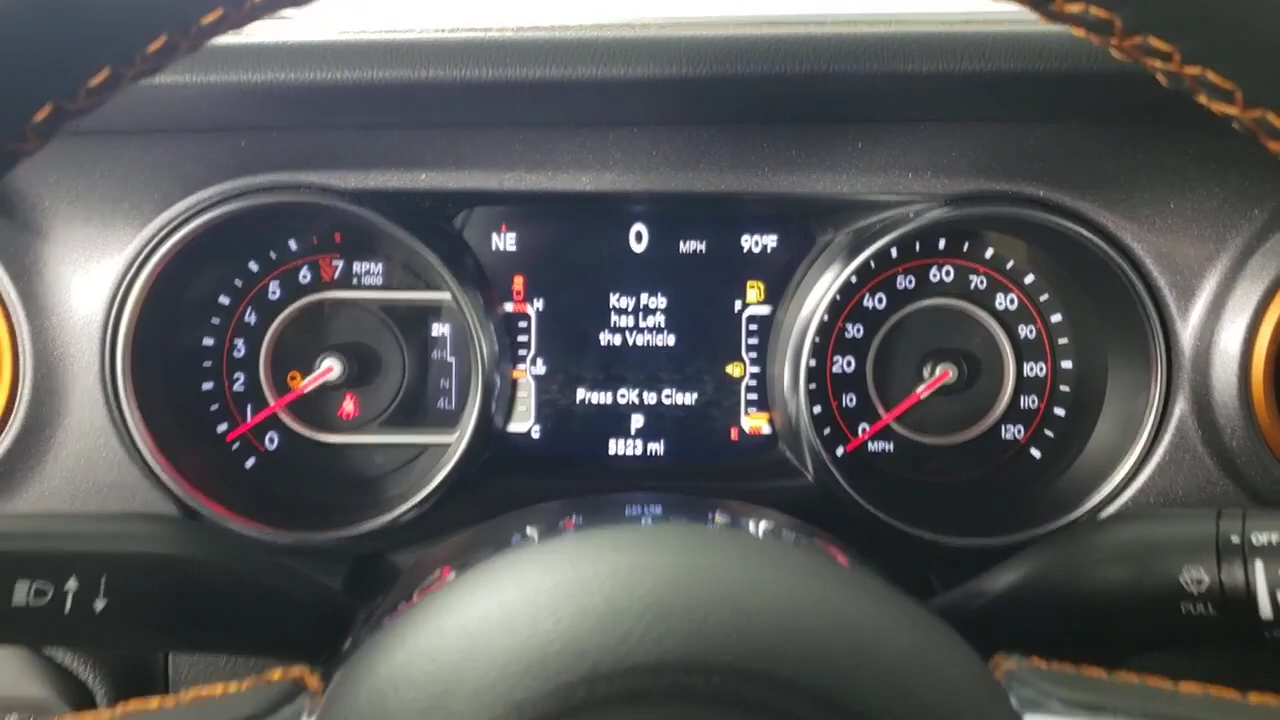 NE
0 MPH
90°F
Key Fob
has Left
the Vehicle
Press OK to Clear
P
5523 mi
H
C
F
E
0
1
2
3
4
5
6
7
RPM
x 1000
2H
4H
N
4L
0
10
20
30
40
50
60
70
80
90
100
110
120
MPH
OFF
PULL